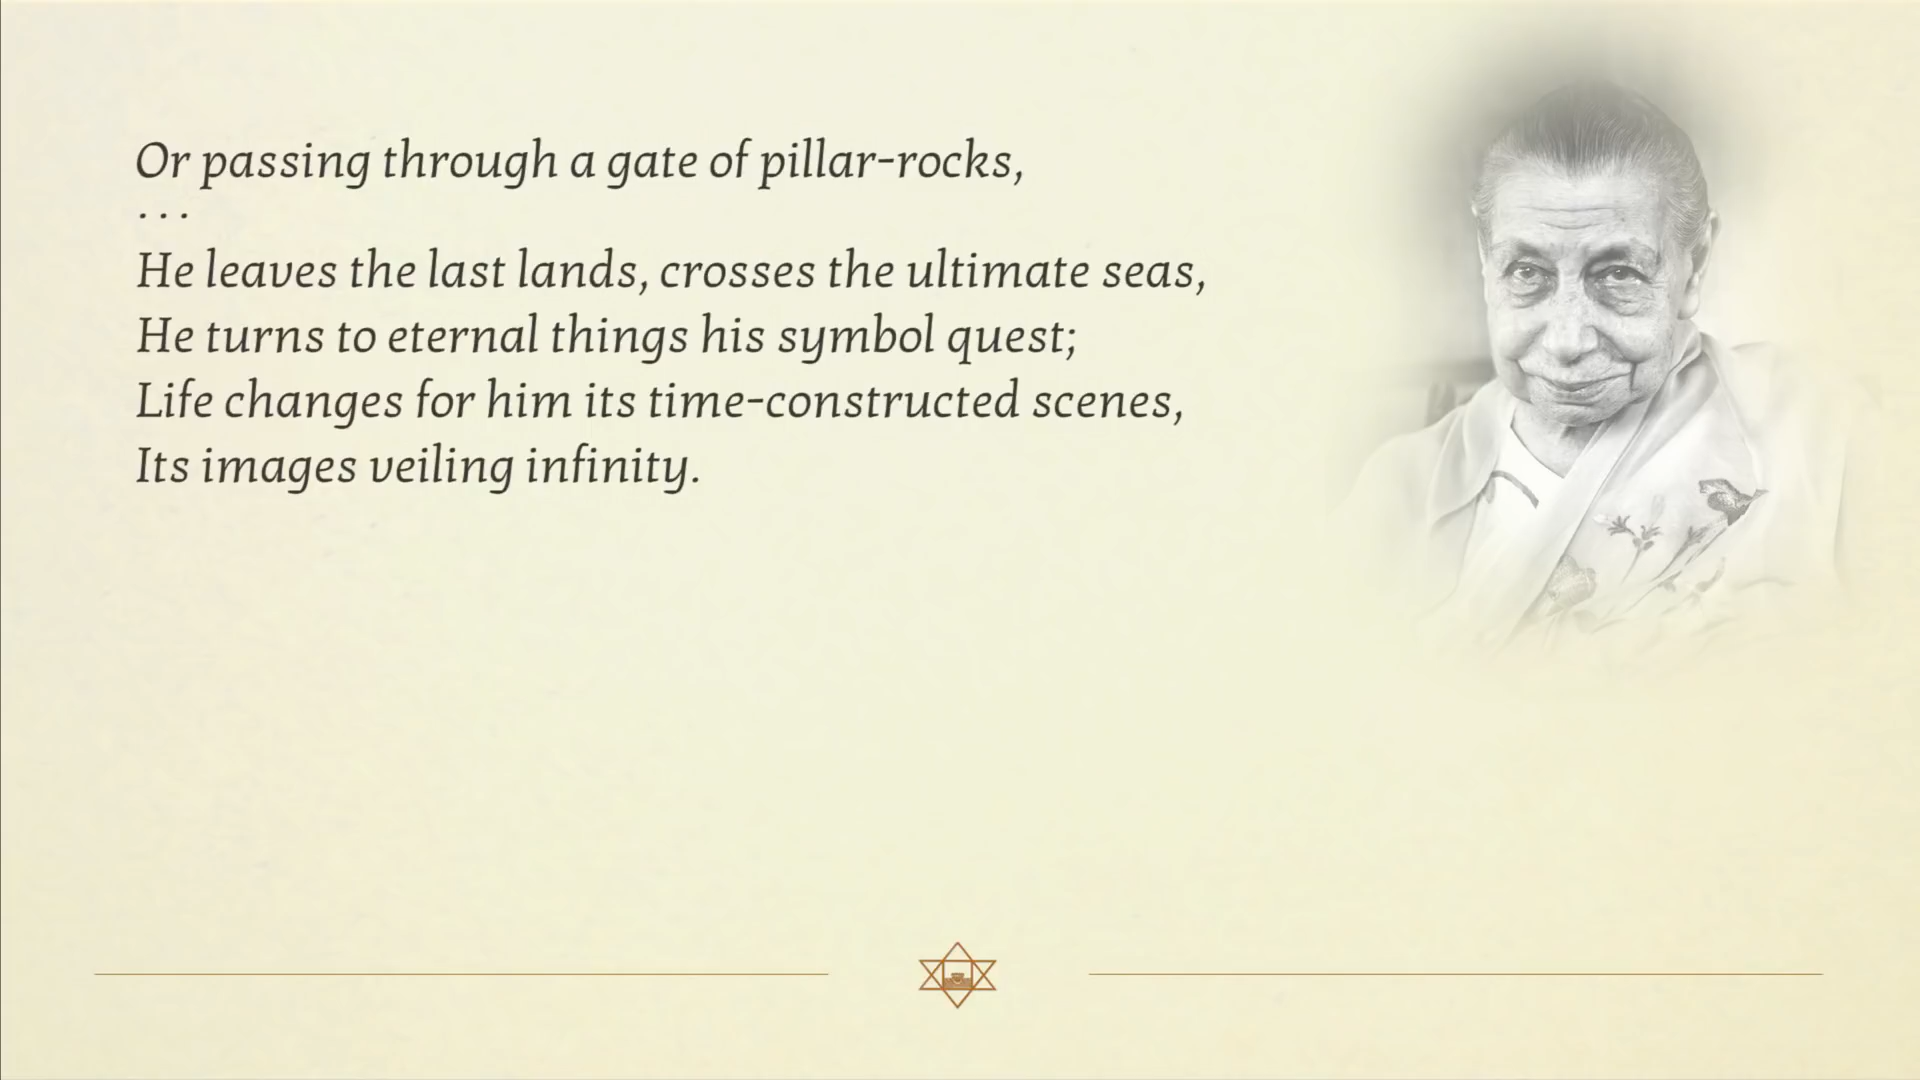 Or passing through a gate of pillar-rocks,
...
He leaves the last lands, crosses the ultimate seas,
He turns to eternal things his symbol quest;
Life changes for him its time-constructed scenes,
Its images veiling infinity.